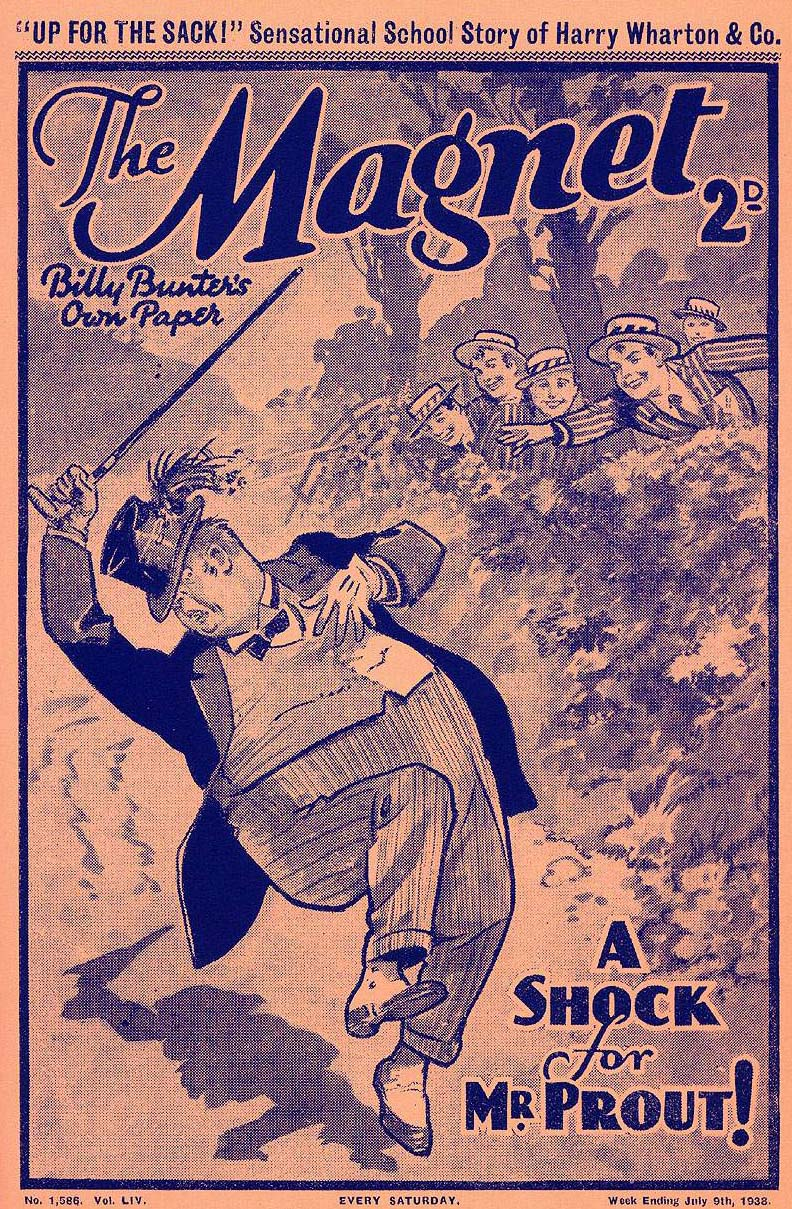 “UP FOR THE SACK!” Sensational School Story of Harry Wharton & Co.
The Magnet 2D.
Billy Bunter's
Own Paper
A
SHOCK
for
MR. PROUT!
No. 1,586. Vol. LIV. EVERY SATURDAY. Week Ending July 9th, 1938.